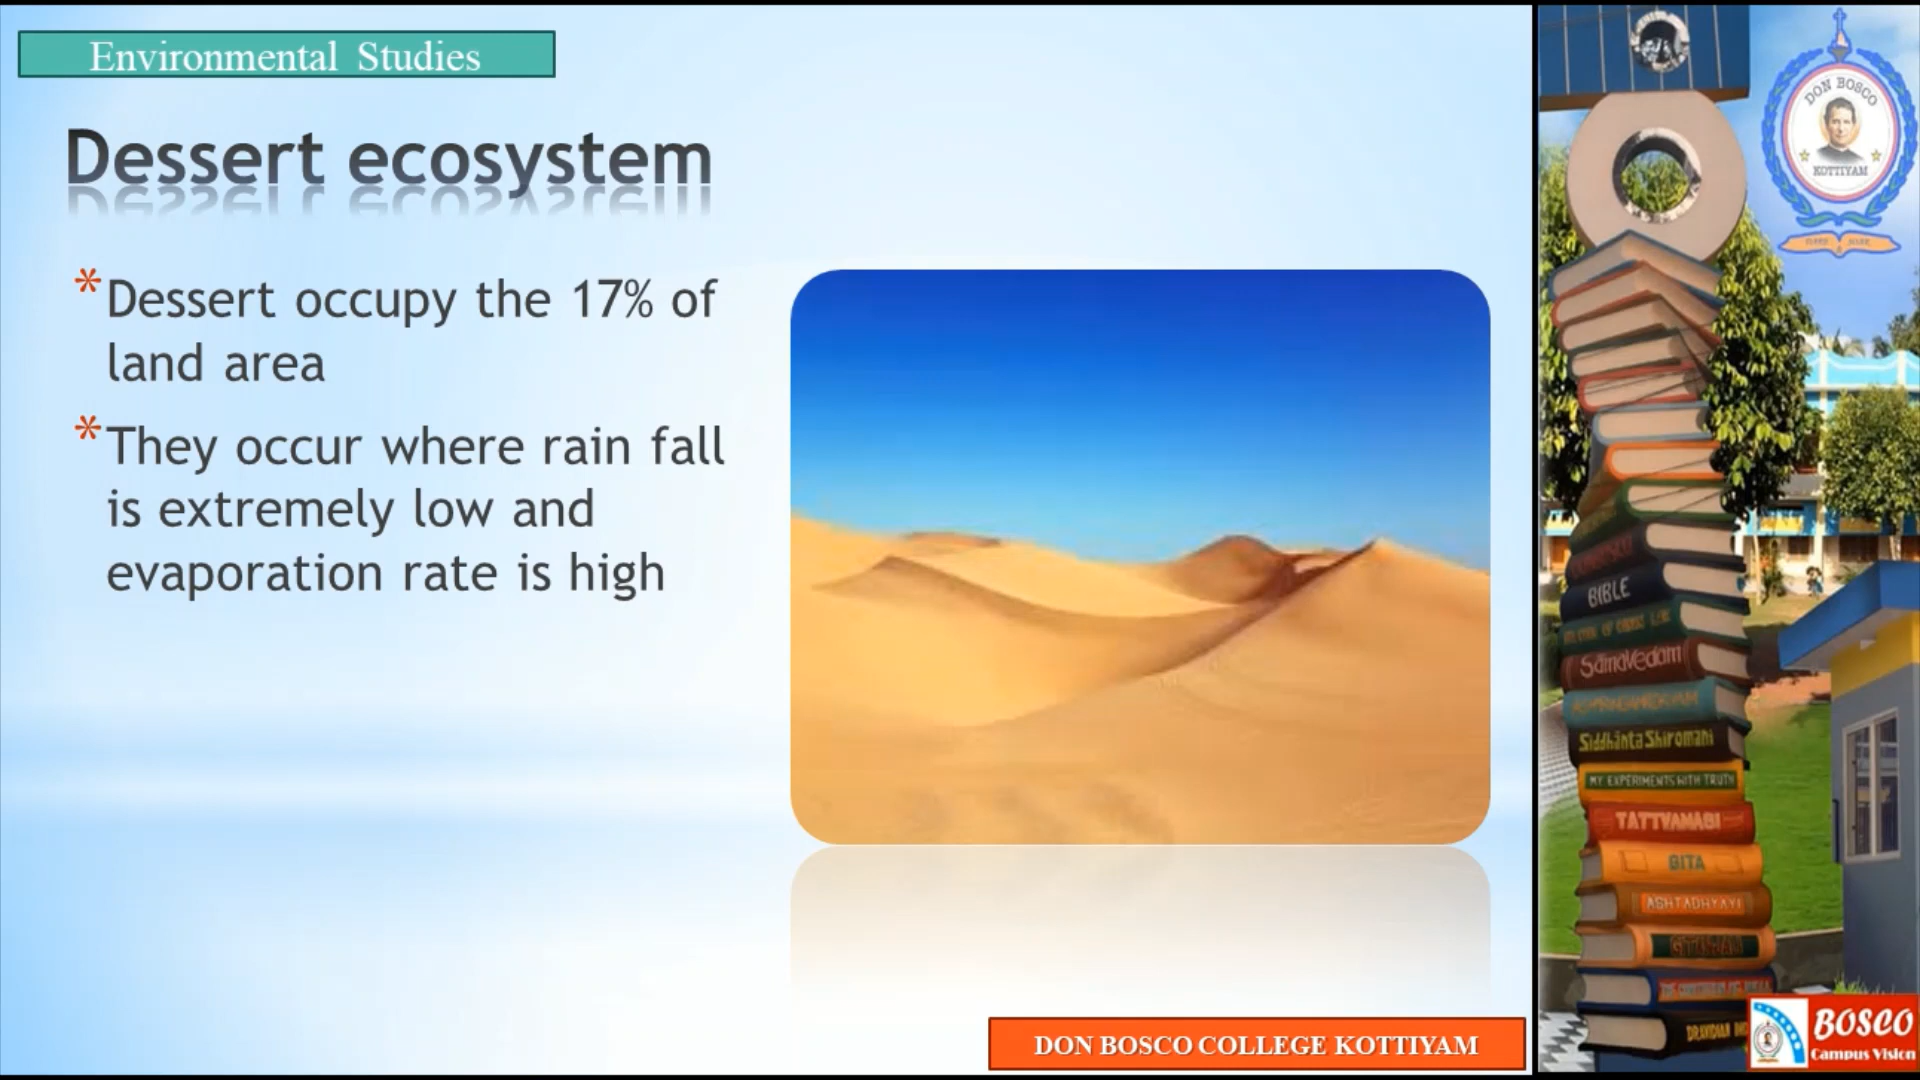 Environmental Studies
Dessert ecosystem
* Dessert occupy the 17% of
land area
* They occur where rain fall
is extremely low and
evaporation rate is high
DON BOSCO COLLEGE KOTTIYAM
DON BOSCO
KOTTIYAM
BIBLE
SamaVedam
Siddhanta Shiromani
MY EXPERIMENTS WITH TRUTH
TATTVAMASI
GITA
ASHTADHYAYI
GITANJALI
BOSCO
Campus Vision